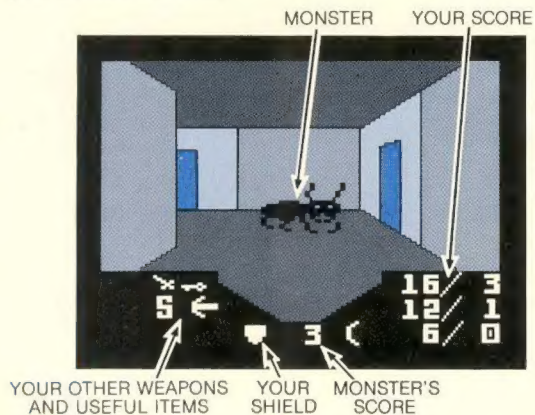 MONSTER YOUR SCORE
16/ 3
5 12/ 1
3 6/ 0
YOUR OTHER WEAPONS AND USEFUL ITEMS
YOUR SHIELD
MONSTER'S SCORE